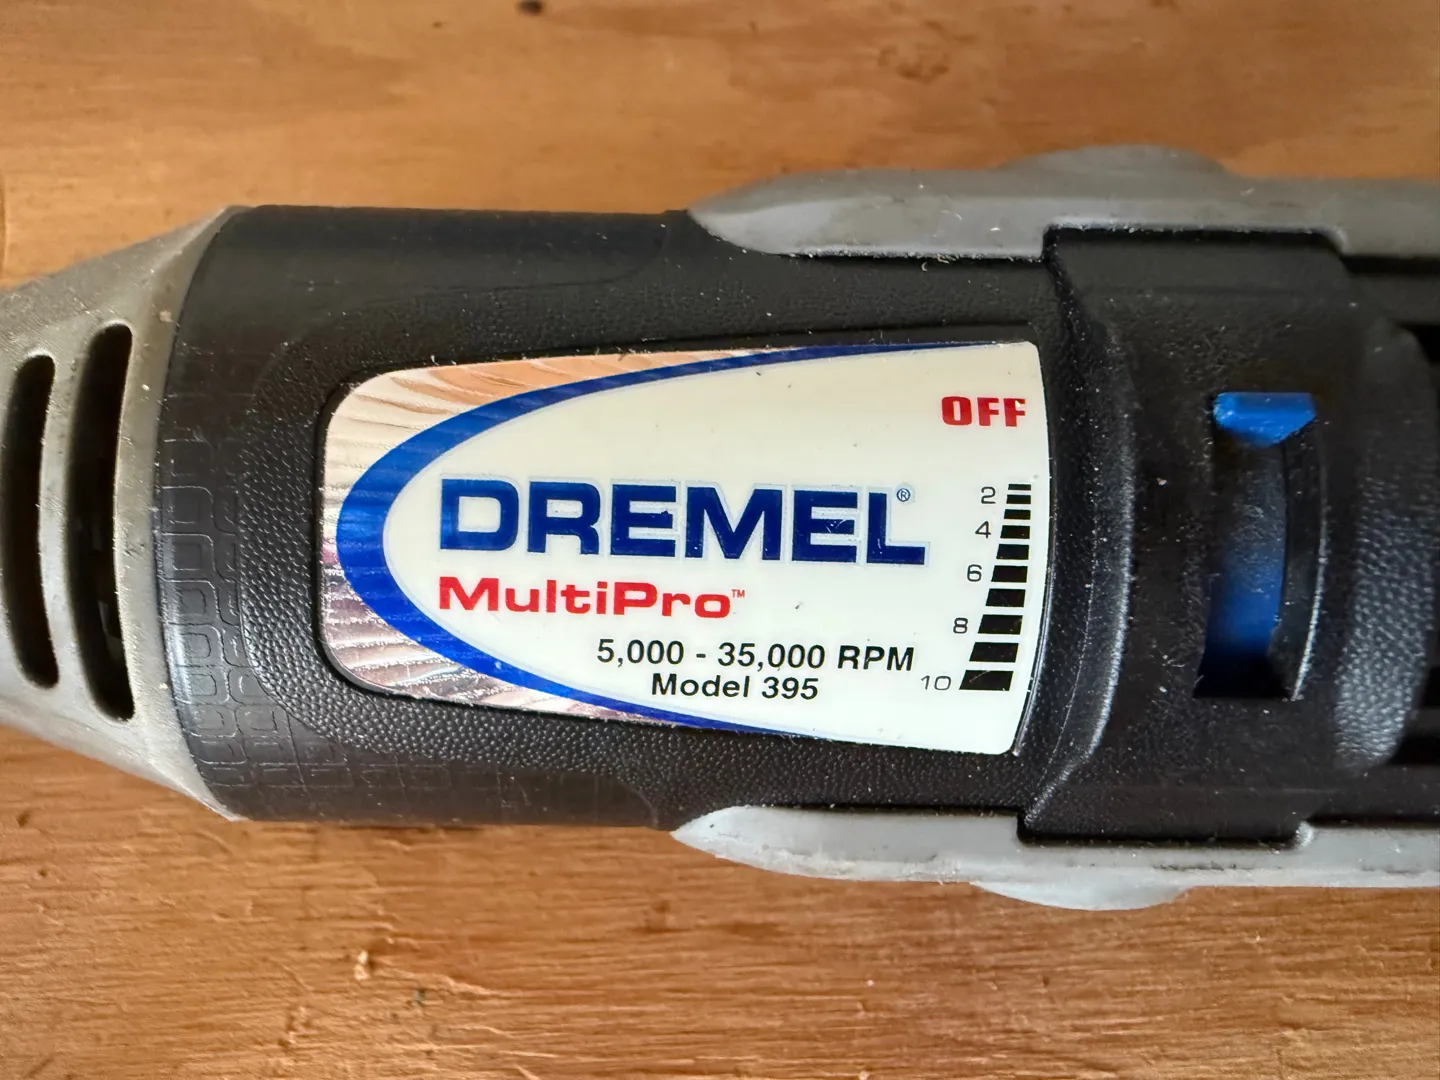 OFF
DREMEL®
MultiPro™
5,000 - 35,000 RPM
Model 395
2
4
6
8
10